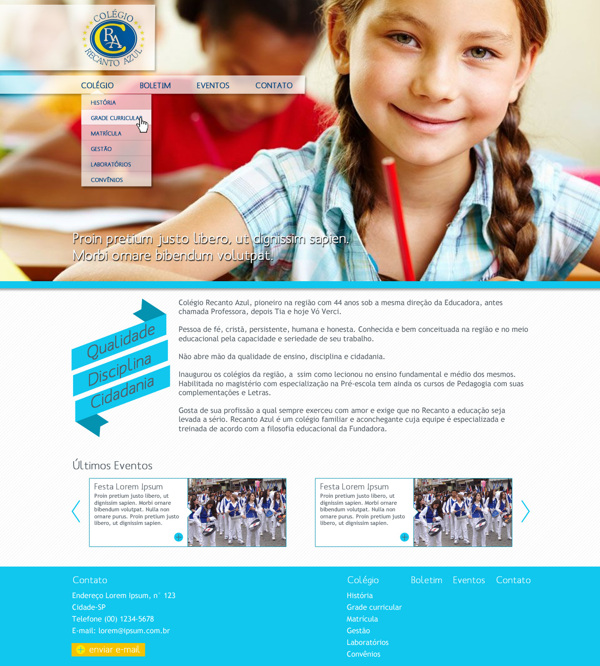 COLÉGIO
RA
C
RECANTO AZUL
COLÉGIO BOLETIM EVENTOS CONTATO
HISTÓRIA
GRADE CURRICULAR
MATRÍCULA
GESTÃO
LABORATÓRIOS
CONVÊNIOS
Proin pretium justo libero, ut dignissim sapien.
Morbi ornare bibendum volutpat.
Qualidade
Disciplina
Cidadania
Colégio Recanto Azul, pioneiro na região com 44 anos sob a mesma direção da Educadora, antes
chamada Professora, depois Tia e hoje Vó Verci.
Pessoa de fé, cristã, persistente, humana e honesta. Conhecida e bem conceituada na região e no meio
educacional pela capacidade e seriedade de seu trabalho.
Não abre mão da qualidade de ensino, disciplina e cidadania.
Inaugurou os colégios da região, a  ssim como lecionou no ensino fundamental e médio dos mesmos.
Habilitada no magistério com especialização na Pré-escola tem ainda os cursos de Pedagogia com suas
complementações e Letras.
Gosta de sua profissão a qual sempre exerceu com amor e exige que no Recanto a educação seja
levada a sério. Recanto Azul é um colégio familiar e aconchegante cuja equipe é especializada e
treinada de acordo com a filosofia educacional da Fundadora.
Últimos Eventos
Festa Lorem Ipsum
Proin pretium justo libero, ut
dignissim sapien. Morbi ornare
bibendum volutpat. Nulla non
ornare purus. Proin pretium justo
libero, ut dignissim sapien.
Festa Lorem Ipsum
Proin pretium justo libero, ut
dignissim sapien. Morbi ornare
bibendum volutpat. Nulla non
ornare purus. Proin pretium justo
libero, ut dignissim sapien.
Contato
Endereço Lorem Ipsum, n° 123
Cidade-SP
Telefone (00) 1234-5678
E-mail: lorem@ipsum.com.br
enviar e-mail
Colégio Boletim Eventos Contato
História
Grade curricular
Matrícula
Gestão
Laboratórios
Convênios